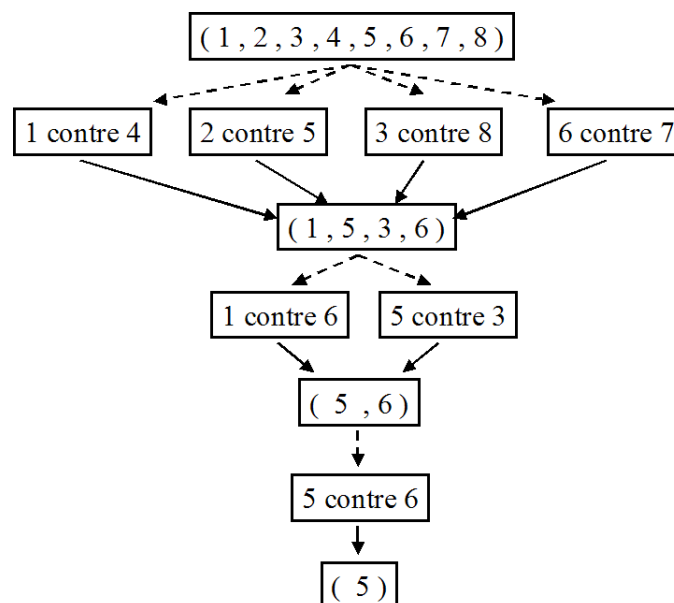 ( 1 , 2 , 3 , 4 , 5 , 6 , 7 , 8 )
1 contre 4
2 contre 5
3 contre 8
6 contre 7
( 1 , 5 , 3 , 6 )
1 contre 6
5 contre 3
( 5 , 6 )
5 contre 6
( 5 )